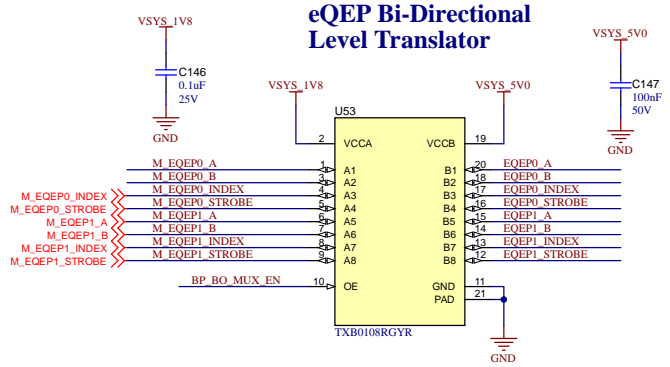 eQEP Bi-Directional
Level Translator
VSYS_1V8
C146
0.1uF
25V
GND
VSYS_5V0
C147
100nF
50V
GND
VSYS_1V8
VSYS_5V0
U53
2 VCCA VCCB 19
M_EQEP0_A 1 A1 B1 20 EQEP0_A
M_EQEP0_B 3 A2 B2 18 EQEP0_B
M_EQEP0_INDEX M_EQEP0_INDEX 4 A3 B3 17 EQEP0_INDEX
M_EQEP0_STROBE M_EQEP0_STROBE 5 A4 B4 16 EQEP0_STROBE
M_EQEP1_A M_EQEP1_A 6 A5 B5 15 EQEP1_A
M_EQEP1_B M_EQEP1_B 7 A6 B6 14 EQEP1_B
M_EQEP1_INDEX M_EQEP1_INDEX 8 A7 B7 13 EQEP1_INDEX
M_EQEP1_STROBE M_EQEP1_STROBE 9 A8 B8 12 EQEP1_STROBE
BP_BO_MUX_EN 10 OE GND 11
PAD 21
TXB0108RGYR
GND